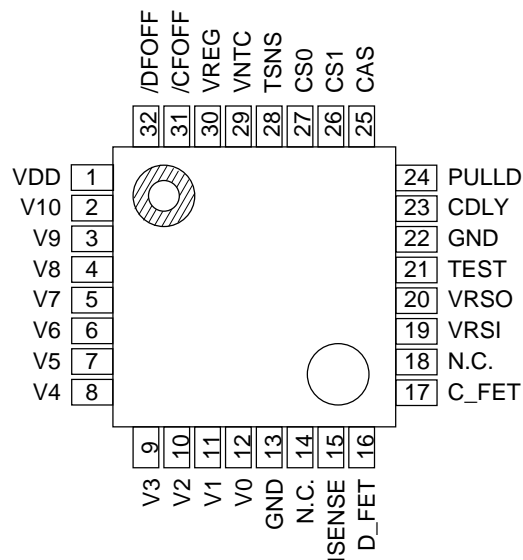 /DFOFF
/CFOFF
VREG
VNTC
TSNS
CS0
CS1
CAS
32
31
30
29
28
27
26
25
VDD 1
V10 2
V9 3
V8 4
V7 5
V6 6
V5 7
V4 8
24 PULLD
23 CDLY
22 GND
21 TEST
20 VRSO
19 VRSI
18 N.C.
17 C_FET
9
10
11
12
13
14
15
16
V3
V2
V1
V0
GND
N.C.
ISENSE
D_FET